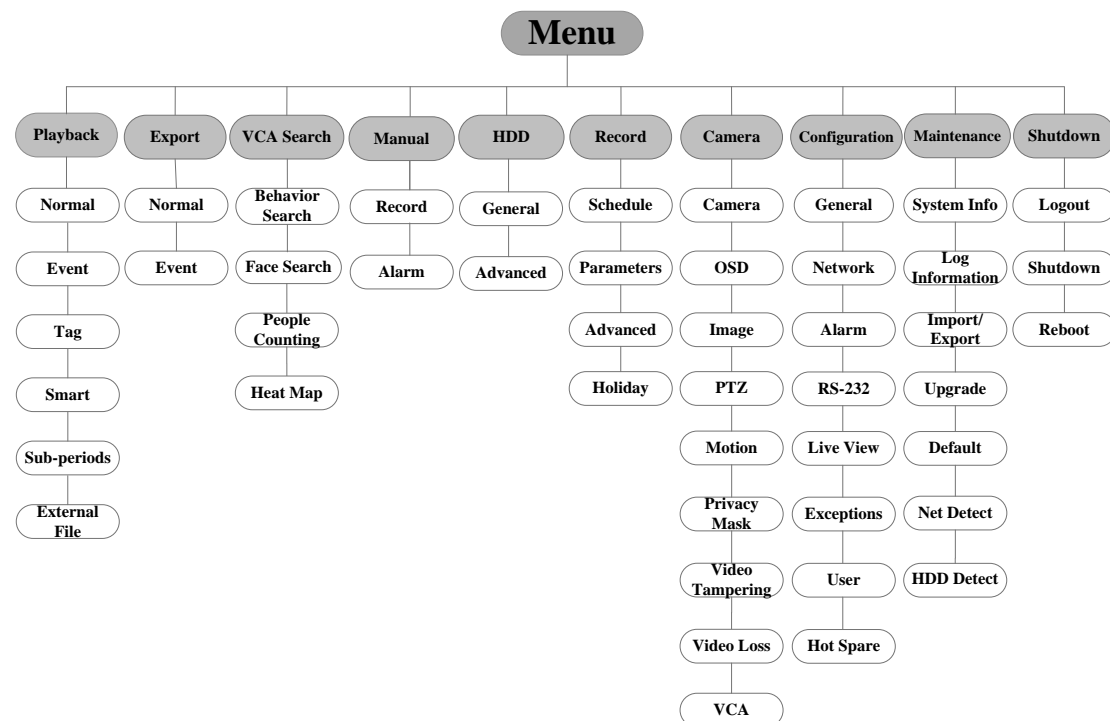 Menu
Playback
Export
VCA Search
Manual
HDD
Record
Camera
Configuration
Maintenance
Shutdown
Normal
Event
Tag
Smart
Sub-periods
External
File
Normal
Event
Behavior
Search
Face Search
People
Counting
Heat Map
Record
Alarm
General
Advanced
Schedule
Parameters
Advanced
Holiday
Camera
OSD
Image
PTZ
Motion
Privacy
Mask
Video
Tampering
Video Loss
VCA
General
Network
Alarm
RS-232
Live View
Exceptions
User
Hot Spare
System Info
Log
Information
Import/
Export
Upgrade
Default
Net Detect
HDD Detect
Logout
Shutdown
Reboot